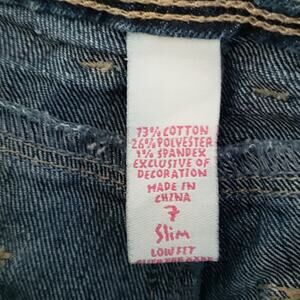 73% COTTON
26% POLYESTER
1% SPANDEX
EXCLUSIVE OF
DECORATION
MADE IN
CHINA
7
Slim
LOW FIT